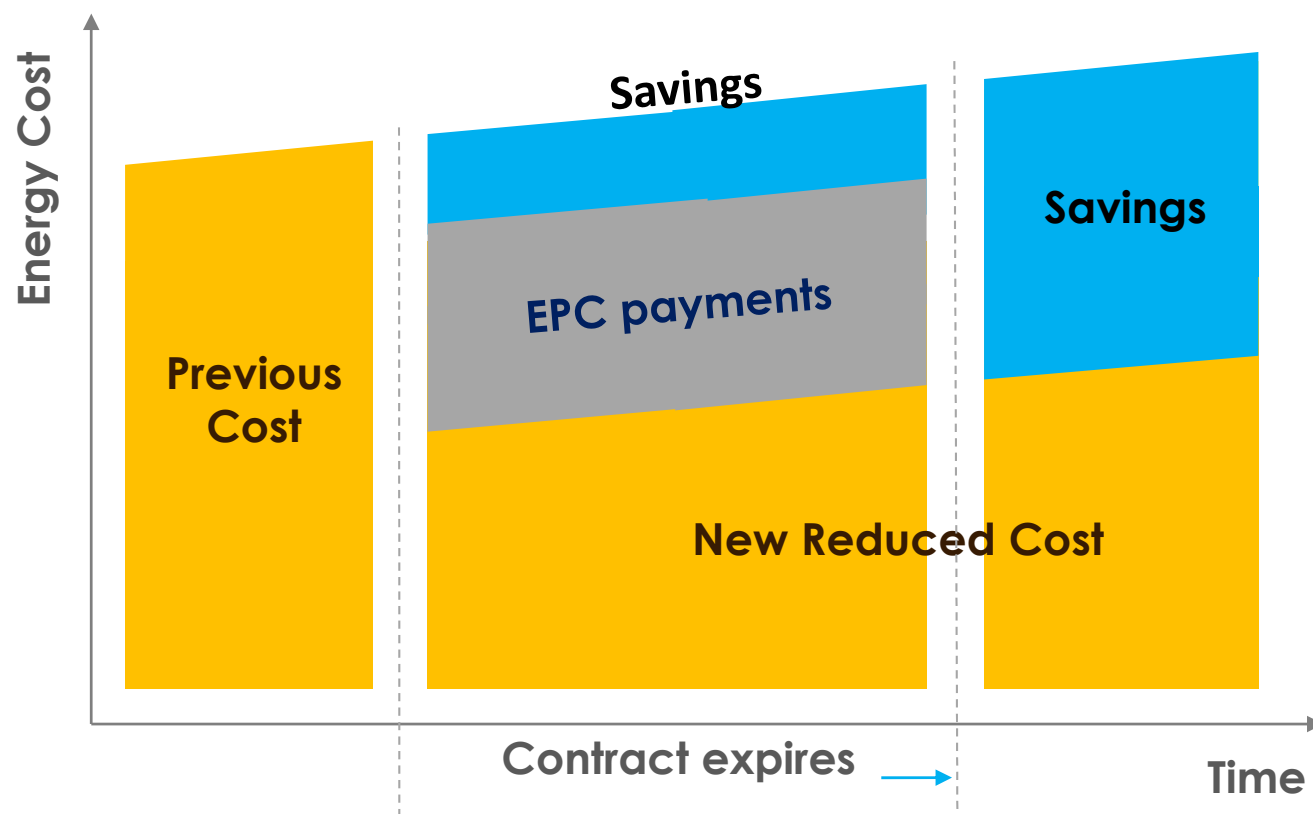 Energy Cost
Savings
Savings
EPC payments
Previous
Cost
New Reduced Cost
Contract expires
Time